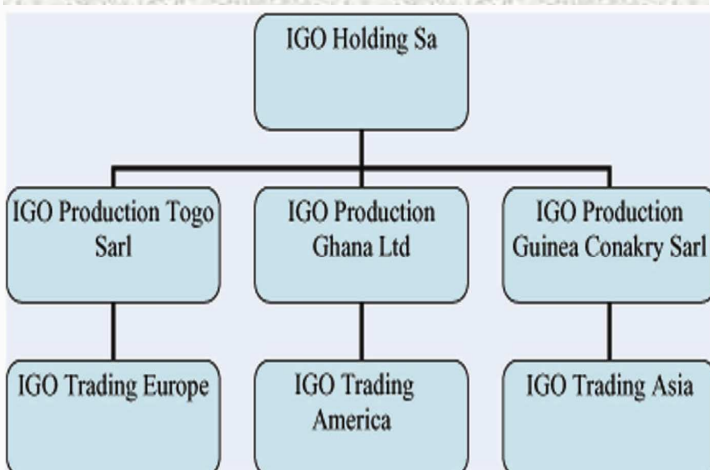 IGO Holding Sa
IGO Production Togo
Sarl
IGO Production
Ghana Ltd
IGO Production
Guinea Conakry Sarl
IGO Trading Europe
IGO Trading
America
IGO Trading Asia